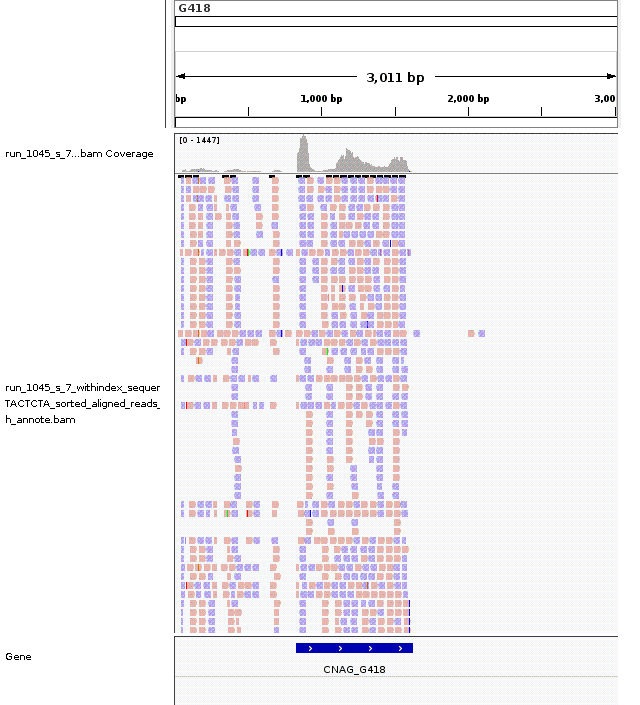 G418
3,011 bp
bp 1,000 bp 2,000 bp 3,00
[0 - 1447]
run_1045_s_7...bam Coverage
run_1045_s_7_withindex_sequer
TACTCTA_sorted_aligned_reads_
h_annote.bam
Gene
CNAG_G418